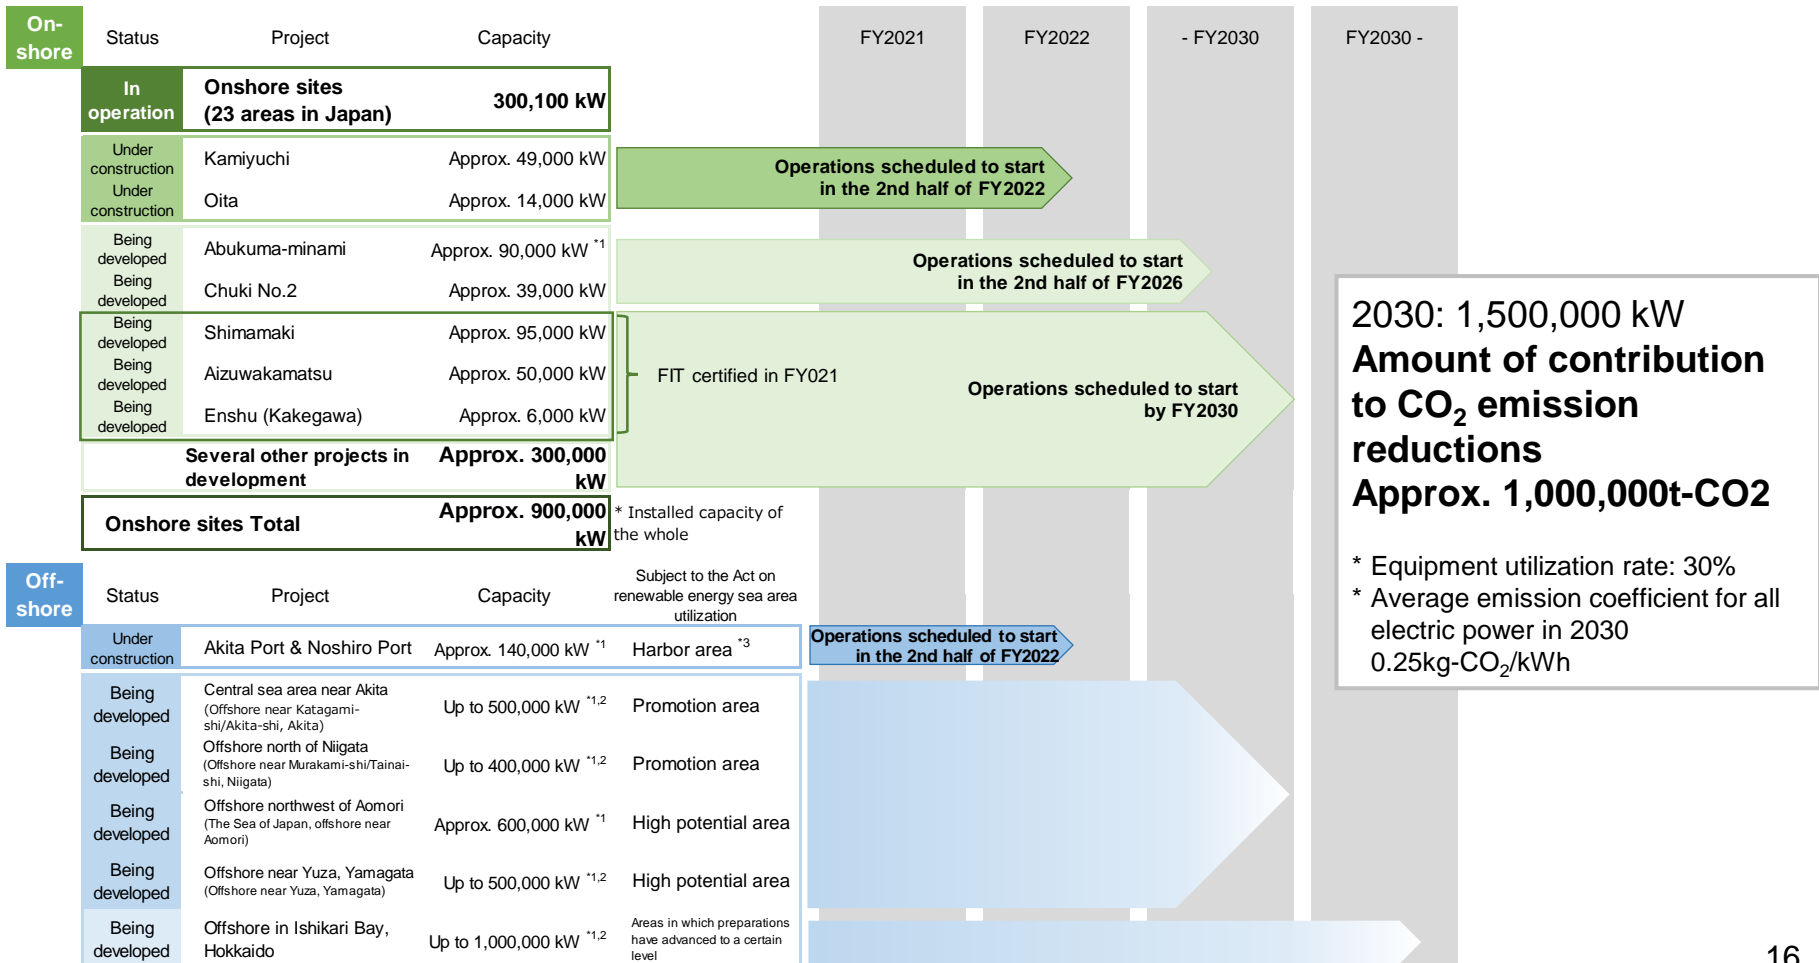 On-
shore
Status Project Capacity FY2021 FY2022 - FY2030 FY2030 -
In
operation
Onshore sites
(23 areas in Japan)
300,100 kW
Under
construction
Kamiyuchi Approx. 49,000 kW
Under
construction
Oita Approx. 14,000 kW
Operations scheduled to start
in the 2nd half of FY2022
Being
developed
Abukuma-minami Approx. 90,000 kW *1
Being
developed
Chuki No.2 Approx. 39,000 kW
Operations scheduled to start
in the 2nd half of FY2026
Being
developed
Shimamaki Approx. 95,000 kW
Being
developed
Aizuwakamatsu Approx. 50,000 kW
Being
developed
Enshu (Kakegawa) Approx. 6,000 kW
FIT certified in FY021
Operations scheduled to start
by FY2030
Several other projects in
development
Approx. 300,000
kW
Onshore sites Total
Approx. 900,000
kW
* Installed capacity of
the whole
2030: 1,500,000 kW
Amount of contribution
to CO2 emission
reductions
Approx. 1,000,000t-CO2
* Equipment utilization rate: 30%
* Average emission coefficient for all
electric power in 2030
0.25kg-CO2/kWh
Off-
shore
Status Project Capacity
Subject to the Act on
renewable energy sea area
utilization
Under
construction
Akita Port & Noshiro Port Approx. 140,000 kW *1 Harbor area *3
Operations scheduled to start
in the 2nd half of FY2022
Being
developed
Central sea area near Akita
(Offshore near Katagami-
shi/Akita-shi, Akita)
Up to 500,000 kW *1,2 Promotion area
Being
developed
Offshore north of Niigata
(Offshore near Murakami-shi/Tainai-
shi, Niigata)
Up to 400,000 kW *1,2 Promotion area
Being
developed
Offshore northwest of Aomori
(The Sea of Japan, offshore near
Aomori)
Approx. 600,000 kW *1 High potential area
Being
developed
Offshore near Yuza, Yamagata
(Offshore near Yuza, Yamagata)
Up to 500,000 kW *1,2 High potential area
Being
developed
Offshore in Ishikari Bay,
Hokkaido
Up to 1,000,000 kW *1,2
Areas in which preparations
have advanced to a certain
level
16